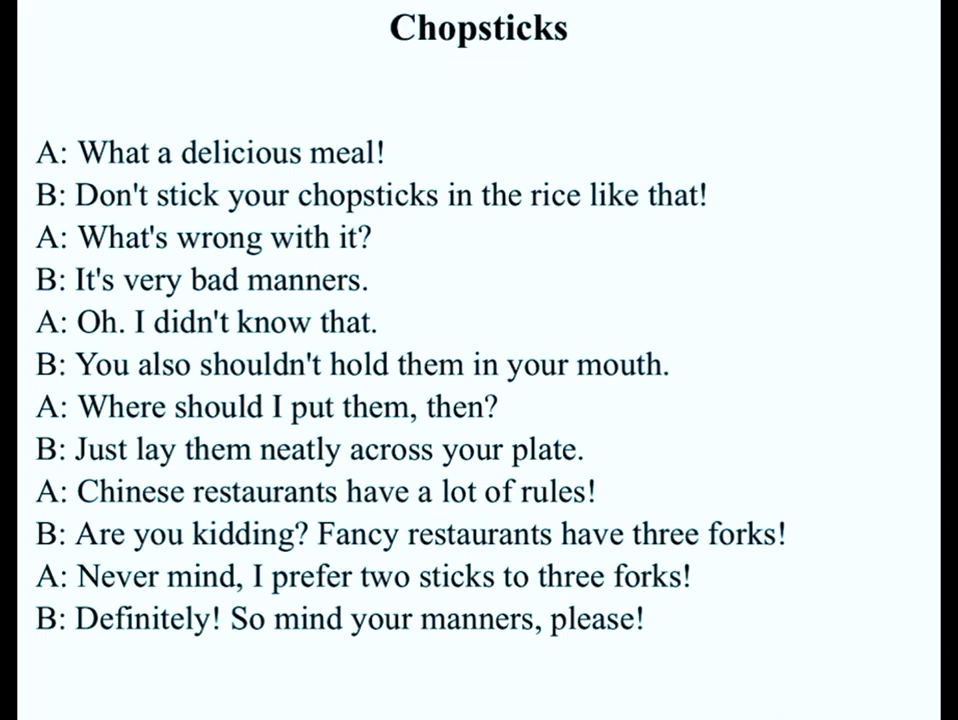 Chopsticks
A: What a delicious meal!
B: Don't stick your chopsticks in the rice like that!
A: What's wrong with it?
B: It's very bad manners.
A: Oh. I didn't know that.
B: You also shouldn't hold them in your mouth.
A: Where should I put them, then?
B: Just lay them neatly across your plate.
A: Chinese restaurants have a lot of rules!
B: Are you kidding? Fancy restaurants have three forks!
A: Never mind, I prefer two sticks to three forks!
B: Definitely! So mind your manners, please!